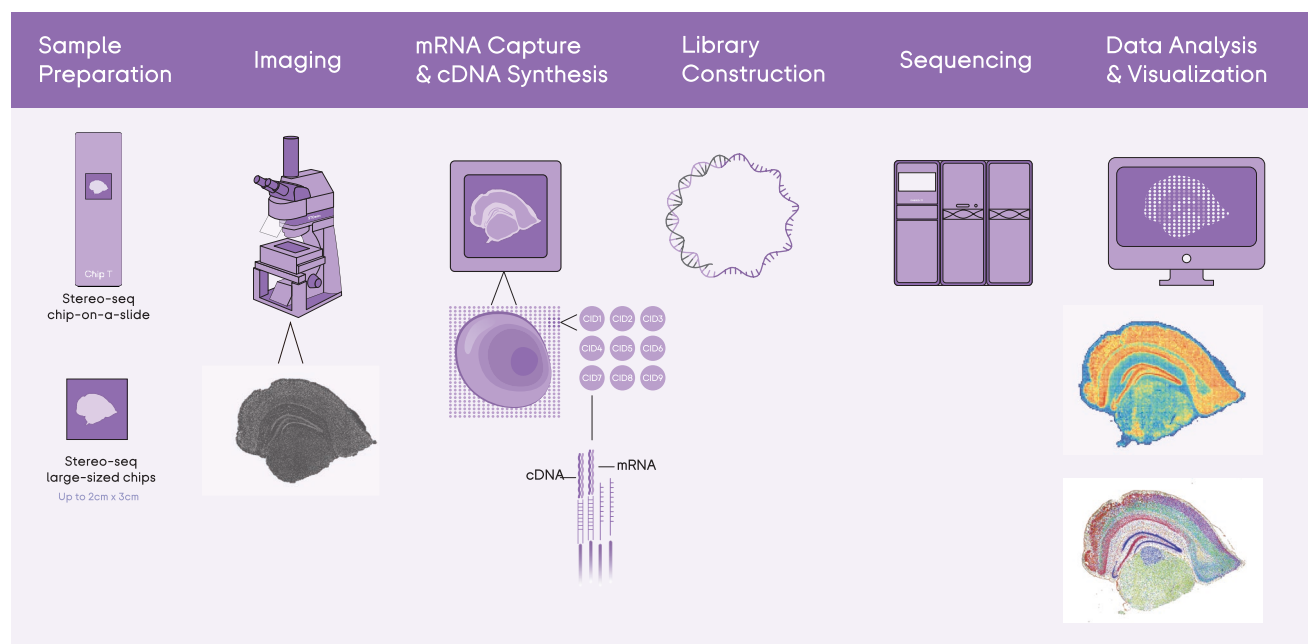 Sample
Preparation
Imaging
mRNA Capture
& cDNA Synthesis
Library
Construction
Sequencing
Data Analysis
& Visualization
Chip T
Stereo-seq
chip-on-a-slide
Stereo-seq
large-sized chips
Up to 2cm x 3cm
CID1 CID2 CID3
CID4 CID5 CID6
CID7 CID8 CID9
cDNA
mRNA